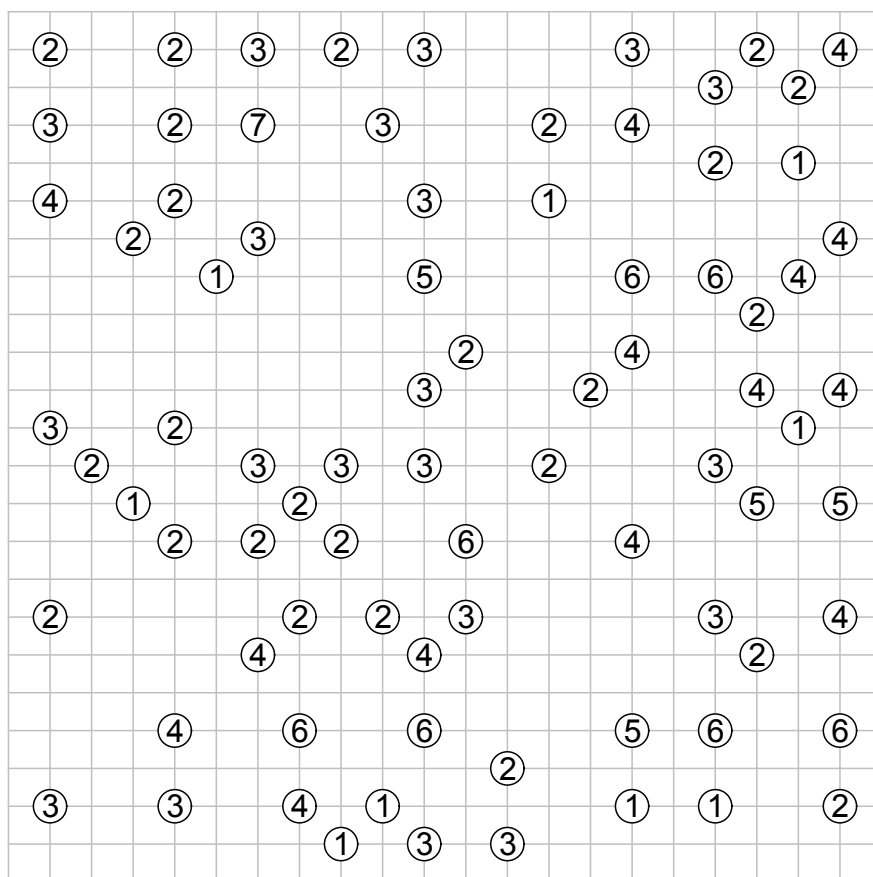 2 2 3 2 3 3 2 4
3 2
3 2 7 3 2 4
2 1
4 2 3 1
2 3 4
1 5 6 6 4
2
2 4
3 2 4 4
3 2 1
2 3 3 3 2 3
1 2 5 5
2 2 2 6 4
2 2 2 3 3 4
4 4 2
4 6 6 5 6 6
2
3 3 4 1 1 1 2
1 3 3